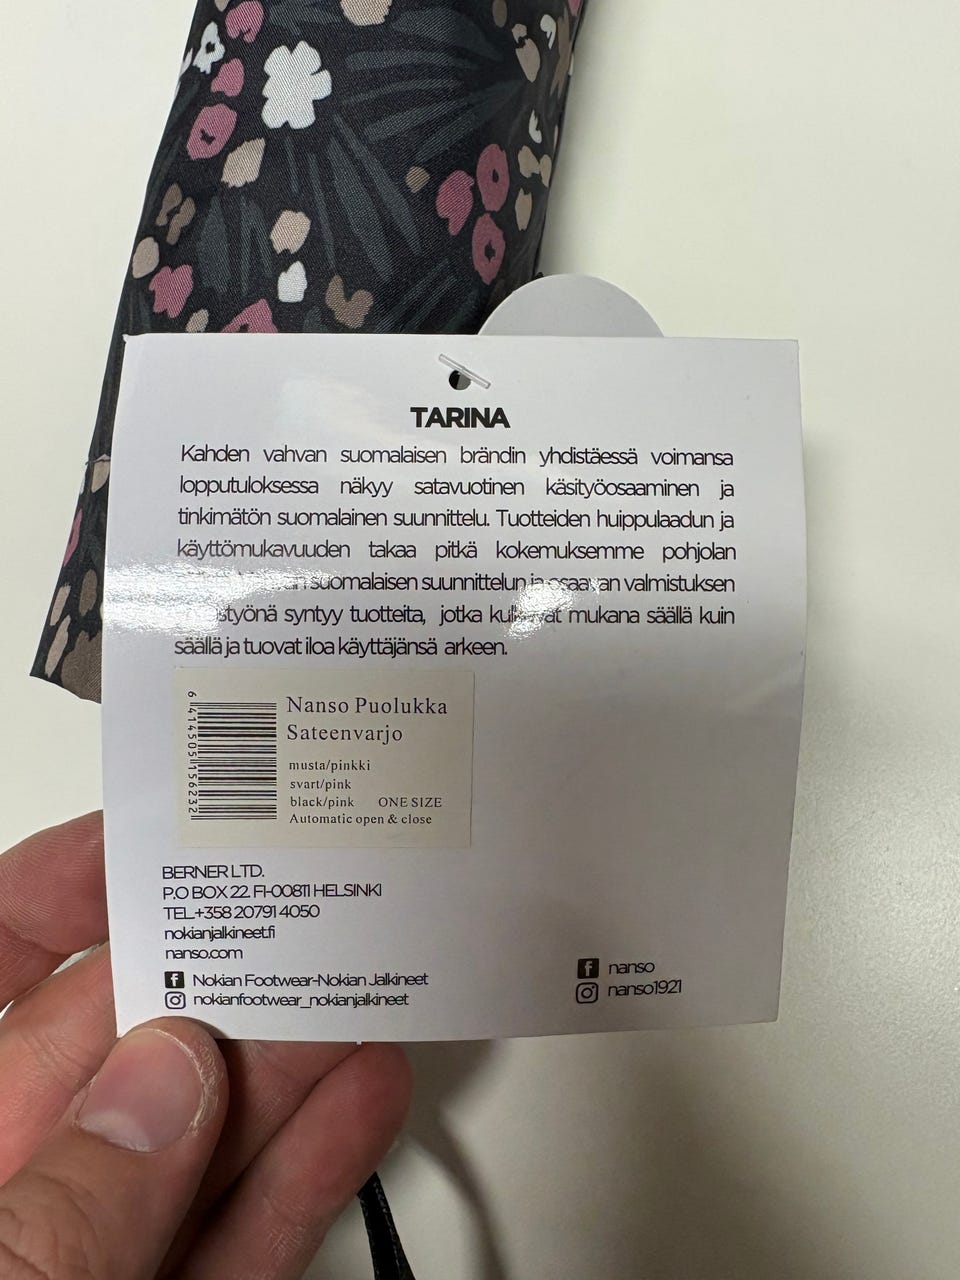 TARINA
Kahden vahvan suomalaisen brändin yhdistäessä voimansa
lopputuloksessa näkyy satavuotinen käsityöosaaminen ja
tinkimätön suomalainen suunnittelu. Tuotteiden huippulaadun ja
käyttömukavuuden takaa pitkä kokemuksemme pohjolan
suomalaisen suunnittelun ja osaavan valmistuksen
syntyy tuotteita, jotka kulkevat mukana säällä kuin
säällä ja tuovat iloa käyttäjänsä arkeen.
6 414505 156232
Nanso Puolukka
Sateenvarjo
musta/pinkki
svart/pink
black/pink ONE SIZE
Automatic open & close
BERNER LTD.
P.O BOX 22. FI-00811 HELSINKI
TEL.+358 20791 4050
nokianjalkineet.fi
nanso.com
Nokian Footwear-Nokian Jalkineet
nokianfootwear_nokianjalkineet
nanso
nanso1921